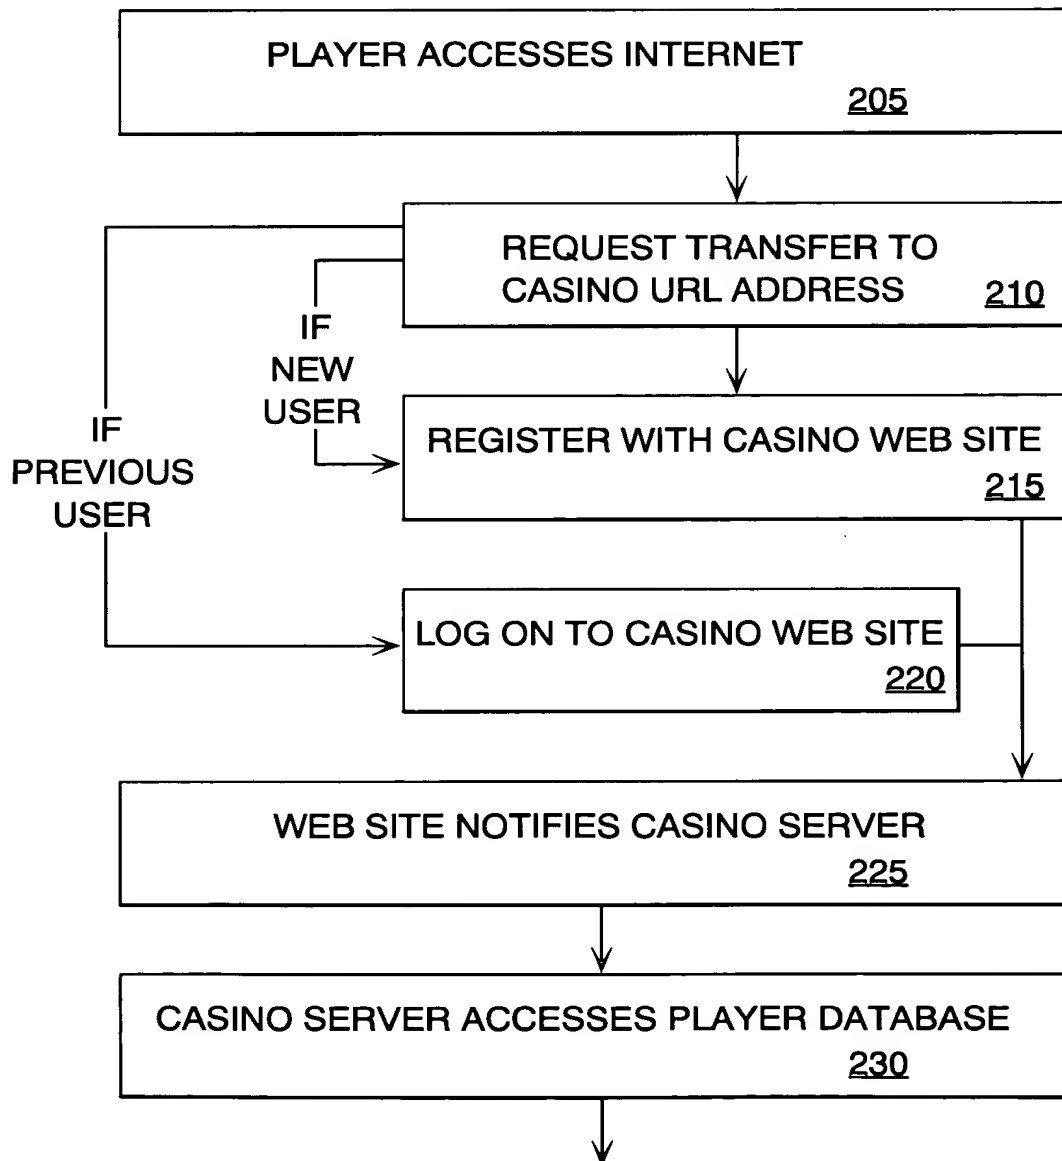 PLAYER ACCESSES INTERNET
205
REQUEST TRANSFER TO
CASINO URL ADDRESS
210
IF
NEW
USER
REGISTER WITH CASINO WEB SITE
215
IF
PREVIOUS
USER
LOG ON TO CASINO WEB SITE
220
WEB SITE NOTIFIES CASINO SERVER
225
CASINO SERVER ACCESSES PLAYER DATABASE
230